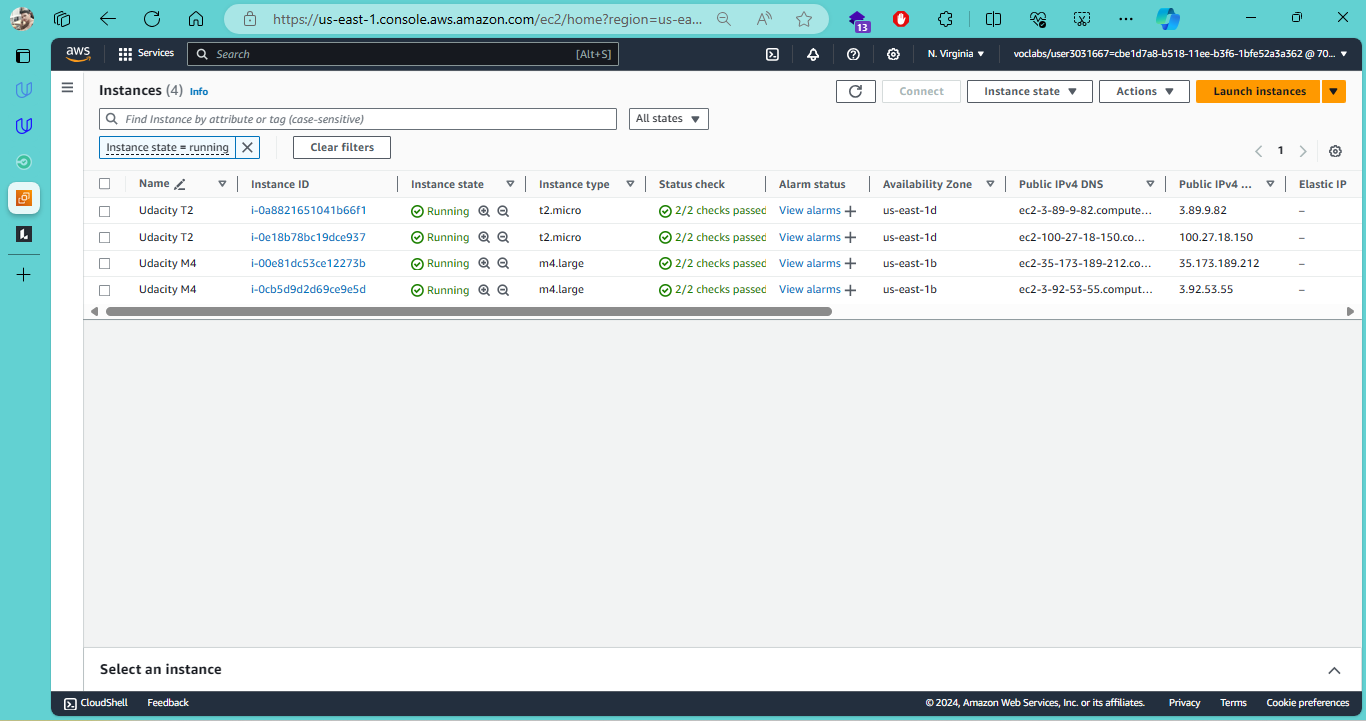 https://us-east-1.console.aws.amazon.com/ec2/home?region=us-ea...
13
aws Services Search [Alt+S] N. Virginia voclabs/user3031667=cbe1d7a8-b518-11ee-b3f6-1bfe52a3a362 @ 70...
Instances (4) Info Connect Instance state Actions Launch instances
Find Instance by attribute or tag (case-sensitive) All states
Instance state = running Clear filters 1
Name Instance ID Instance state Instance type Status check Alarm status Availability Zone Public IPv4 DNS Public IPv4 ... Elastic IP
Udacity T2 i-0a8821651041b66f1 Running t2.micro 2/2 checks passed View alarms us-east-1d ec2-3-89-9-82.compute... 3.89.9.82 –
Udacity T2 i-0e18b78bc19dce937 Running t2.micro 2/2 checks passed View alarms us-east-1d ec2-100-27-18-150.co... 100.27.18.150 –
Udacity M4 i-00e81dc53ce12273b Running m4.large 2/2 checks passed View alarms us-east-1b ec2-35-173-189-212.co... 35.173.189.212 –
Udacity M4 i-0cb5d9d2d69ce9e5d Running m4.large 2/2 checks passed View alarms us-east-1b ec2-3-92-53-55.comput... 3.92.53.55 –
Select an instance
CloudShell Feedback © 2024, Amazon Web Services, Inc. or its affiliates. Privacy Terms Cookie preferences